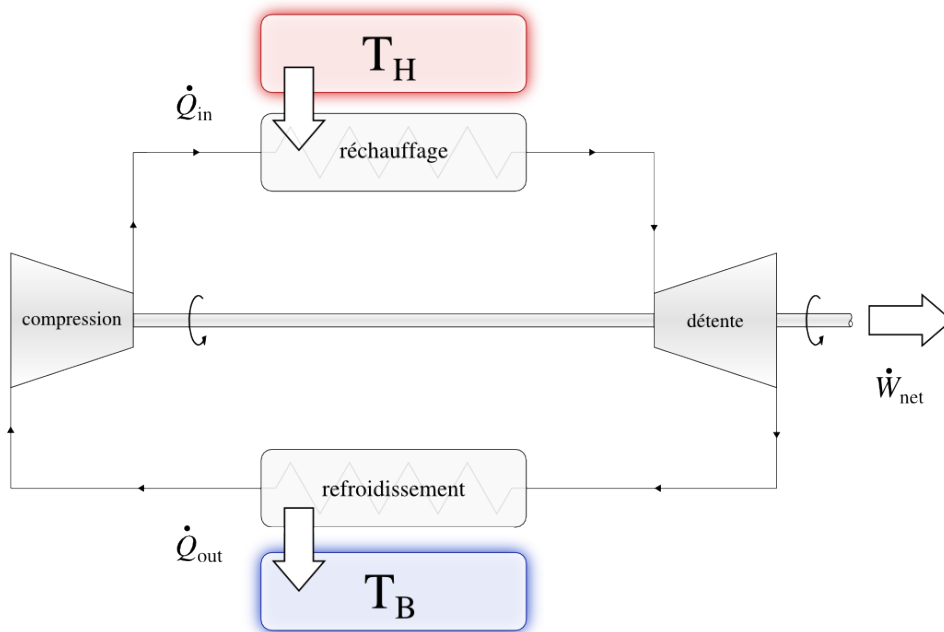 T_H
Q̇_in
réchauffage
compression
détente
Ẇ_net
refroidissement
Q̇_out
T_B